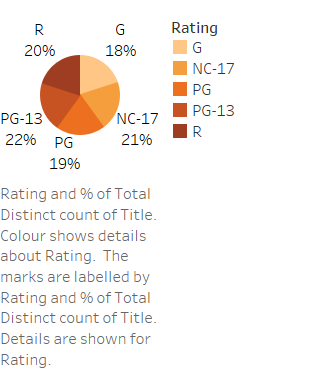 R
20%
G
18%
PG-13
22%
PG
19%
NC-17
21%
Rating
G
NC-17
PG
PG-13
R
Rating and % of Total
Distinct count of Title.
Colour shows details
about Rating.  The
marks are labelled by
Rating and % of Total
Distinct count of Title.
Details are shown for
Rating.